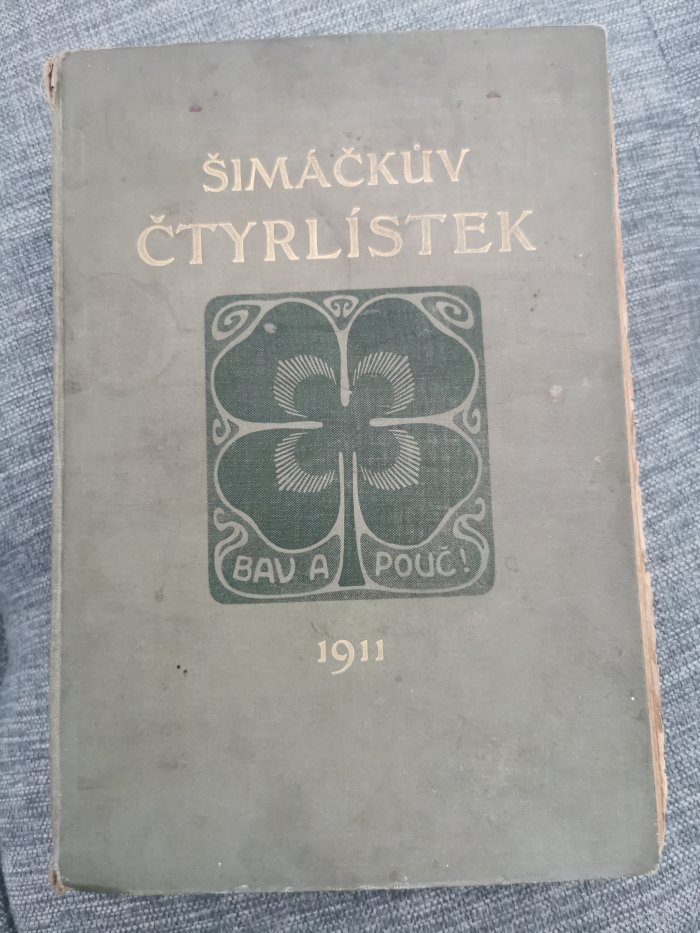 ŠIMÁČKŮV
ČTYRLÍSTEK
BAV A POUČ!
1911